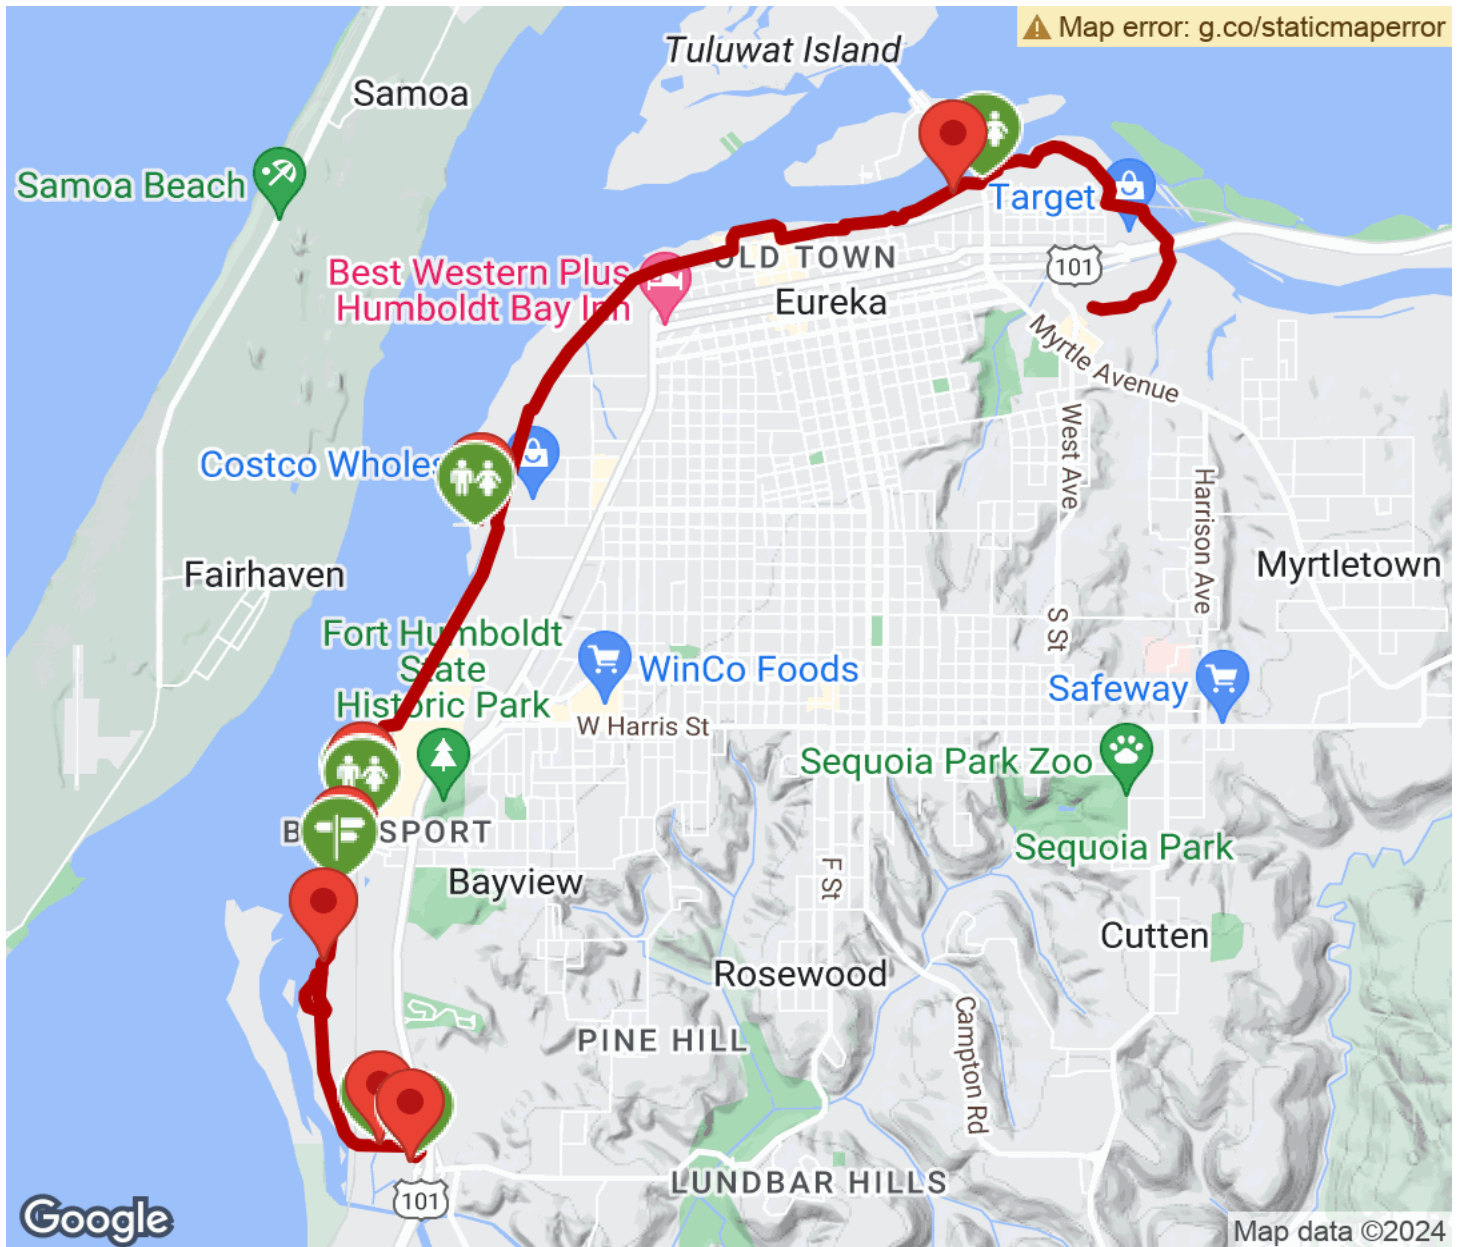 Map error: g.co/staticmaperror
Tuluwat Island
Samoa
Samoa Beach
Target
OLD TOWN
101
Best Western Plus
Humboldt Bay Inn
Eureka
Myrtle Avenue
West Ave
Costco Wholes
Harrison Ave
Myrtletown
Fairhaven
S St
Fort Humboldt
State
Historic Park
WinCo Foods
Safeway
W Harris St
Sequoia Park Zoo
B SPORT
Sequoia Park
Bayview
F St
Cutten
Rosewood
Campton Rd
PINE HILL
LUNDBAR HILLS
101
Google
Map data ©2024